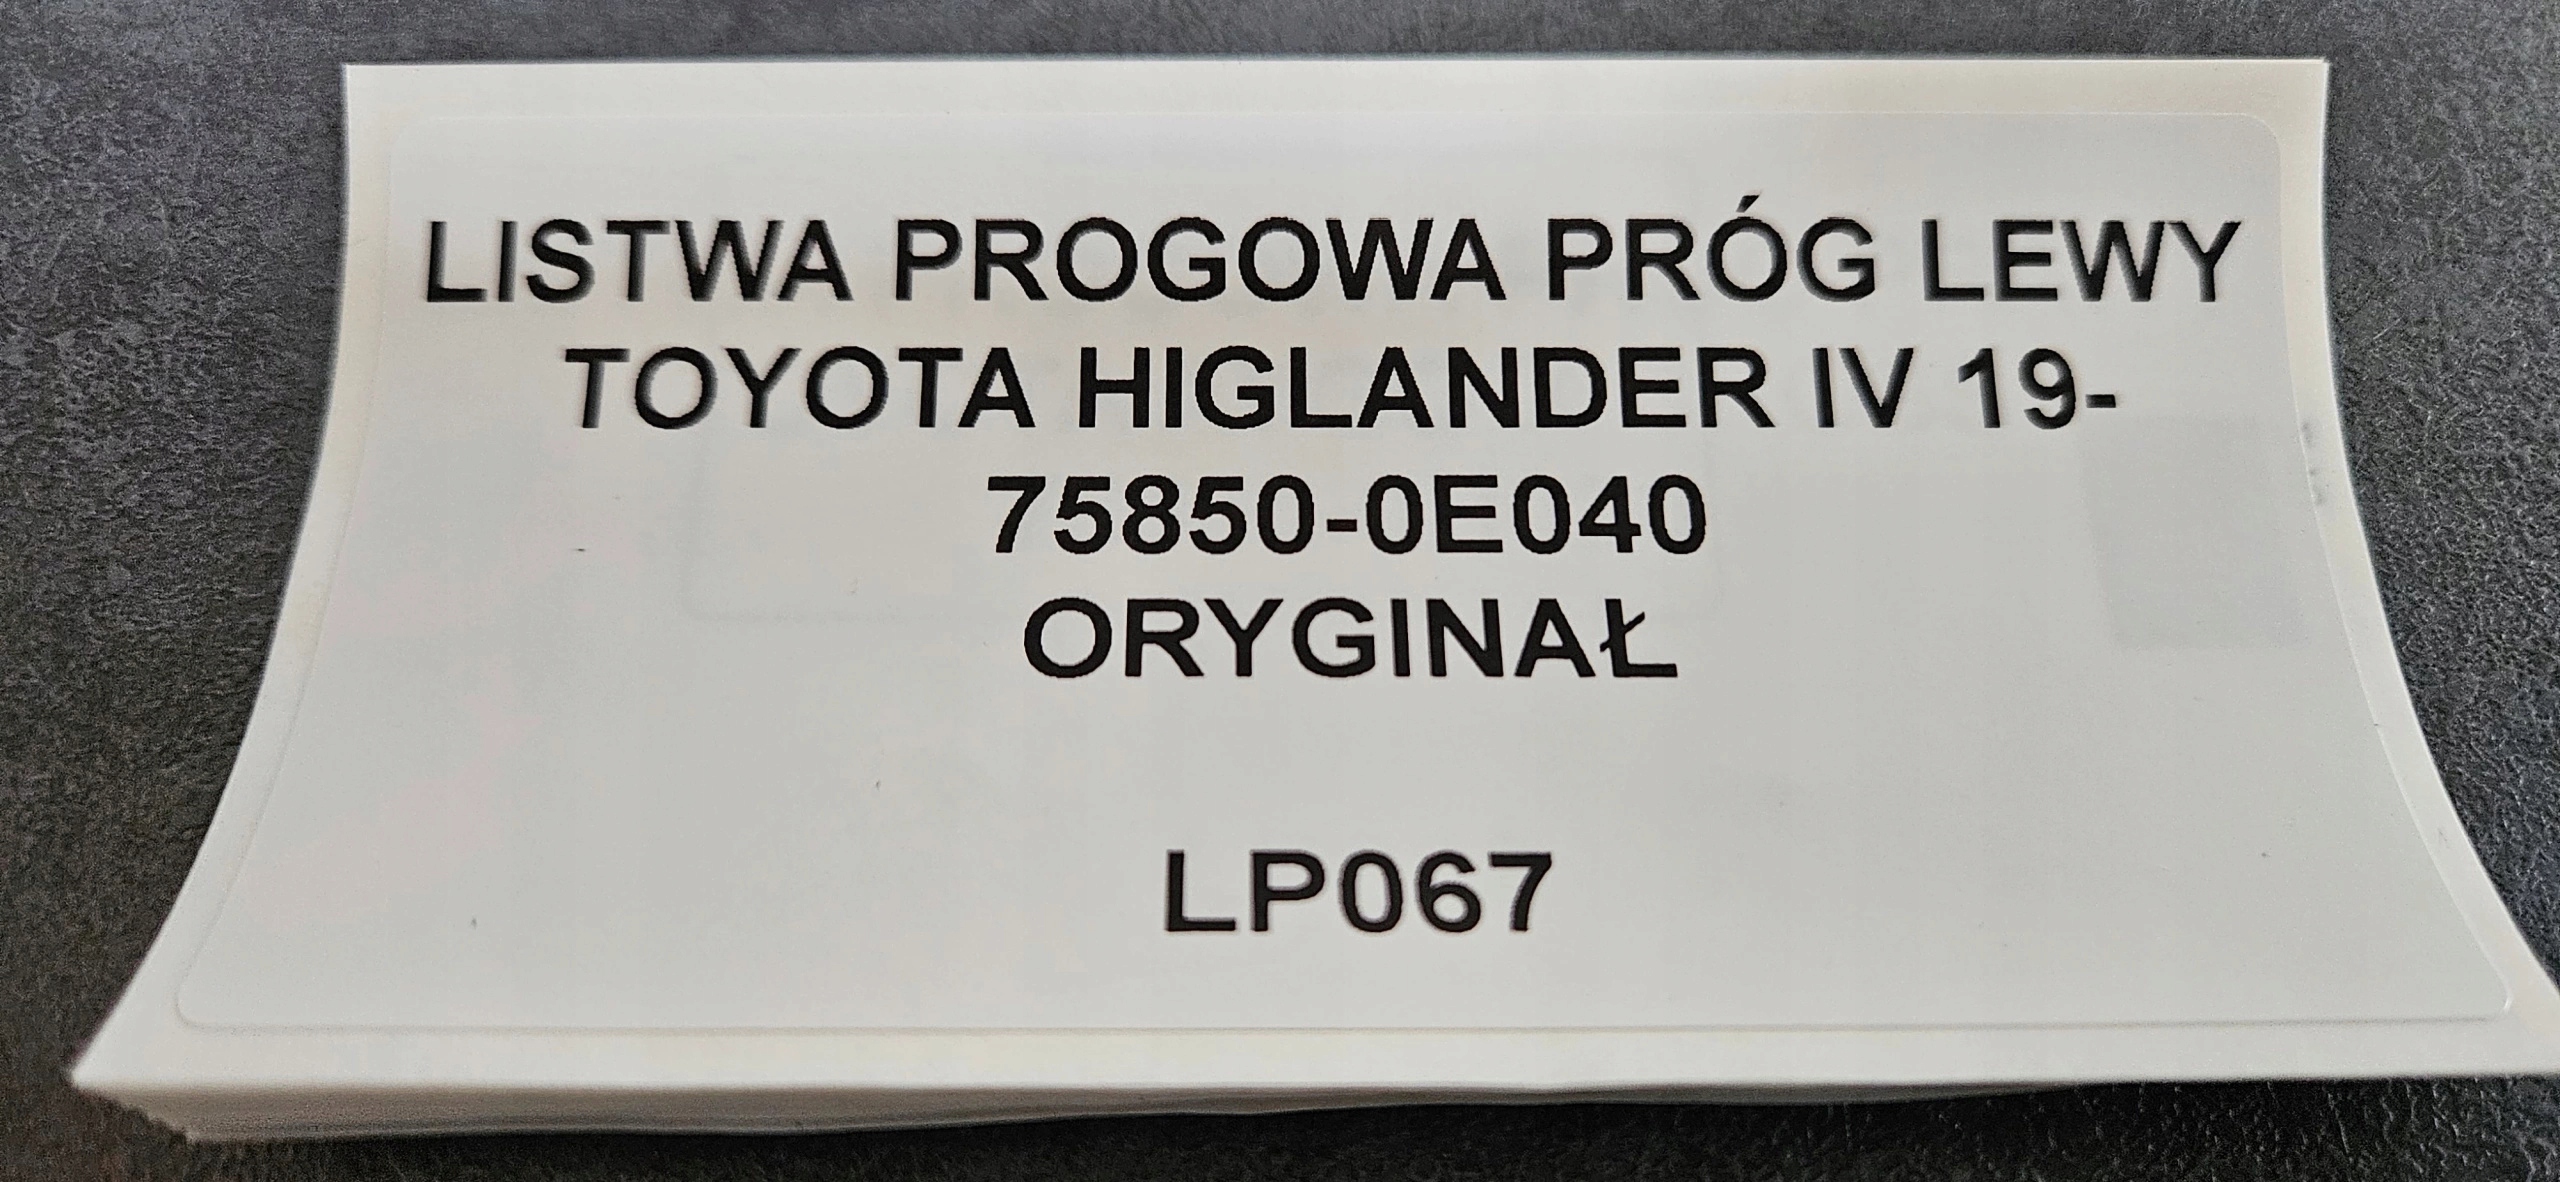 LISTWA PROGOWA PRÓG LEWY
TOYOTA HIGLANDER IV 19-
75850-0E040
ORYGINAŁ
LP067